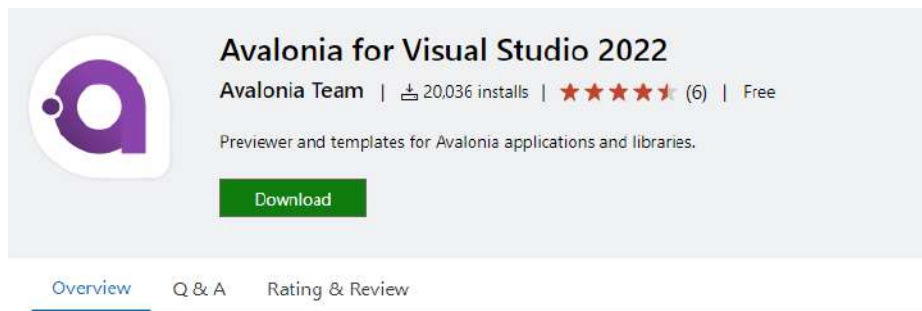 Avalonia for Visual Studio 2022
Avalonia Team | 20,036 installs | (6) | Free
Previewer and templates for Avalonia applications and libraries.
Download
Overview Q & A Rating & Review